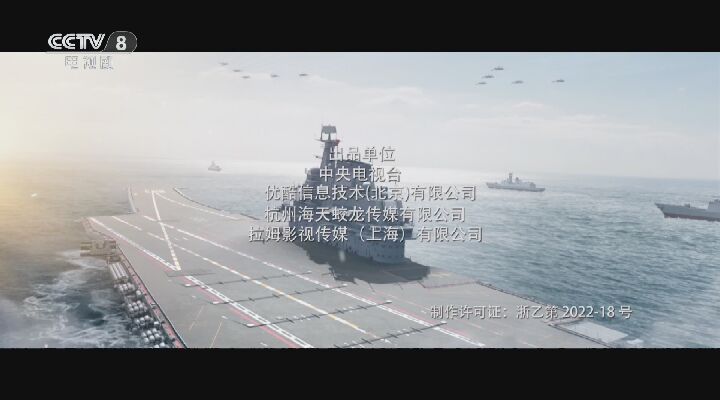 CCTV 8
电视剧
出品单位
中央电视台
优酷信息技术(北京)有限公司
杭州海天蛟龙传媒有限公司
拉姆影视传媒（上海）有限公司
制作许可证：浙乙第 2022-18 号